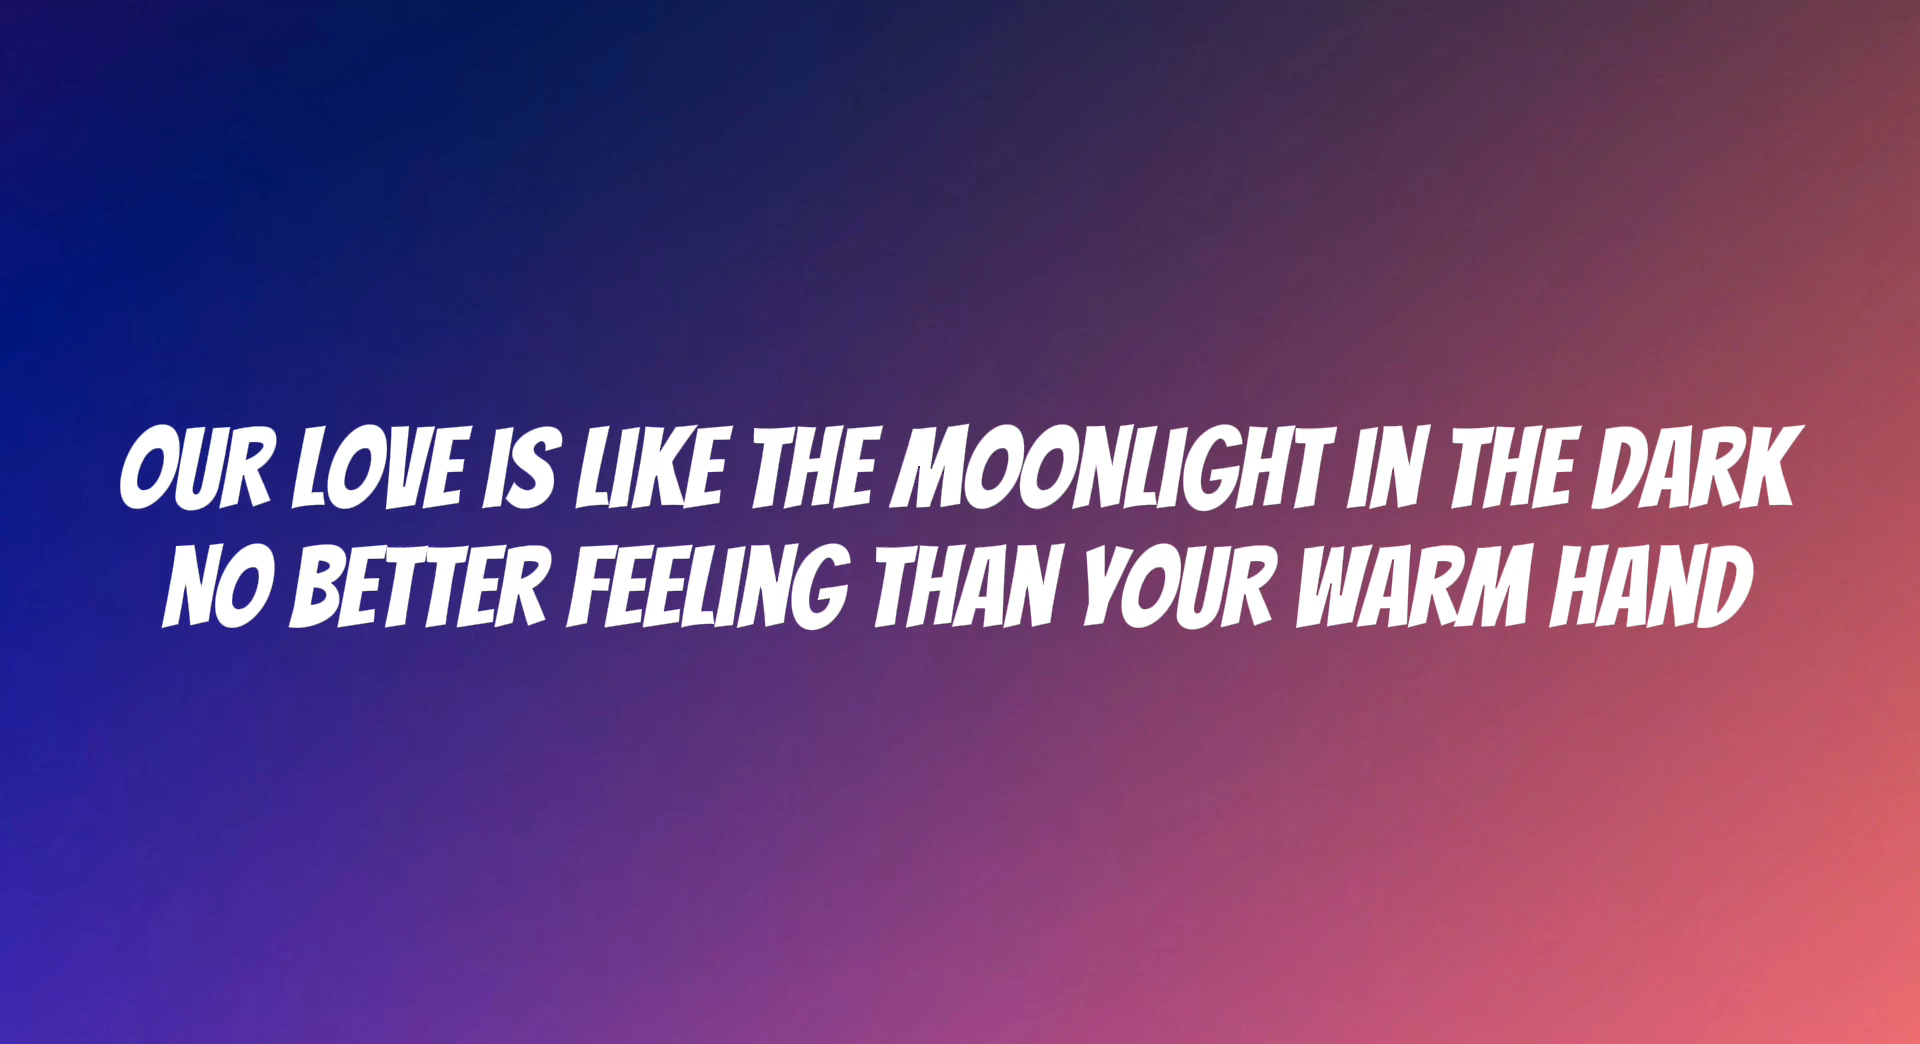 OUR LOVE IS LIKE THE MOONLIGHT IN THE DARK
NO BETTER FEELING THAN YOUR WARM HAND